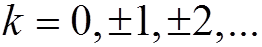 k = 0,±1,±2,...